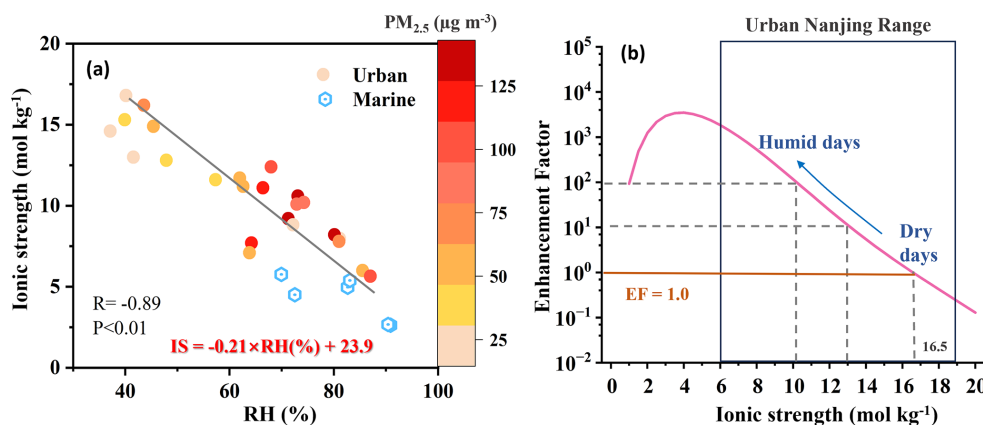 PM2.5 (μg m-3)
(a)
Urban
Marine
Ionic strength (mol kg-1)
20
15
10
5
0
R= -0.89
P<0.01
IS = -0.21×RH(%) + 23.9
40
60
80
100
RH (%)
125
100
75
50
25
Urban Nanjing Range
(b)
Enhancement Factor
10^5
10^4
10^3
10^2
10^1
10^0
10^-1
10^-2
Humid days
Dry
days
EF = 1.0
16.5
0 2 4 6 8 10 12 14 16 18 20
Ionic strength (mol kg-1)